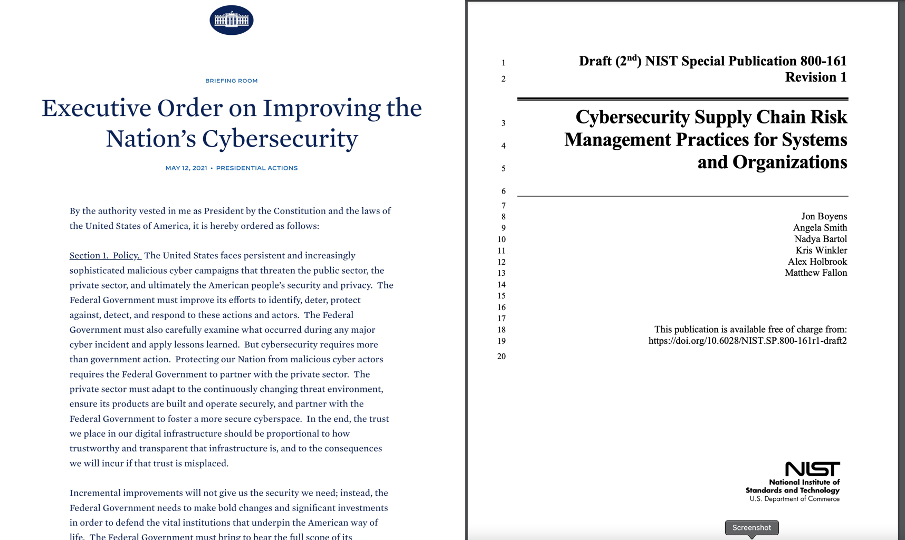 BRIEFING ROOM
Executive Order on Improving the
Nation's Cybersecurity
MAY 12, 2021 • PRESIDENTIAL ACTIONS
By the authority vested in me as President by the Constitution and the laws of
the United States of America, it is hereby ordered as follows:
Section 1. Policy. The United States faces persistent and increasingly
sophisticated malicious cyber campaigns that threaten the public sector, the
private sector, and ultimately the American people's security and privacy. The
Federal Government must improve its efforts to identify, deter, protect
against, detect, and respond to these actions and actors. The Federal
Government must also carefully examine what occurred during any major
cyber incident and apply lessons learned. But cybersecurity requires more
than government action. Protecting our Nation from malicious cyber actors
requires the Federal Government to partner with the private sector. The
private sector must adapt to the continuously changing threat environment,
ensure its products are built and operate securely, and partner with the
Federal Government to foster a more secure cyberspace. In the end, the trust
we place in our digital infrastructure should be proportional to how
trustworthy and transparent that infrastructure is, and to the consequences
we will incur if that trust is misplaced.
Incremental improvements will not give us the security we need; instead, the
Federal Government needs to make bold changes and significant investments
in order to defend the vital institutions that underpin the American way of
life. The Federal Government must bring to bear the full scope of its
1 Draft (2nd) NIST Special Publication 800-161
2 Revision 1
3 Cybersecurity Supply Chain Risk
4 Management Practices for Systems
5 and Organizations
6
7
8 Jon Boyens
9 Angela Smith
10 Nadya Bartol
11 Kris Winkler
12 Alex Holbrook
13 Matthew Fallon
14
15
16
17
18 This publication is available free of charge from:
19 https://doi.org/10.6028/NIST.SP.800-161r1-draft2
20
NIST
National Institute of
Standards and Technology
U.S. Department of Commerce
Screenshot